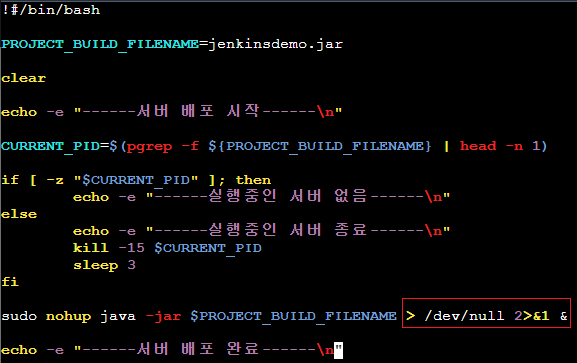 !#/bin/bash
PROJECT_BUILD_FILENAME=jenkinsdemo.jar
clear
echo -e "------서버 배포 시작------\n"
CURRENT_PID=$(pgrep -f ${PROJECT_BUILD_FILENAME} | head -n 1)
if [ -z "$CURRENT_PID" ]; then
echo -e "------실행중인 서버 없음------\n"
else
echo -e "------실행중인 서버 종료------\n"
kill -15 $CURRENT_PID
sleep 3
fi
sudo nohup java -jar $PROJECT_BUILD_FILENAME > /dev/null 2>&1 &
echo -e "------서버 배포 완료------\n"